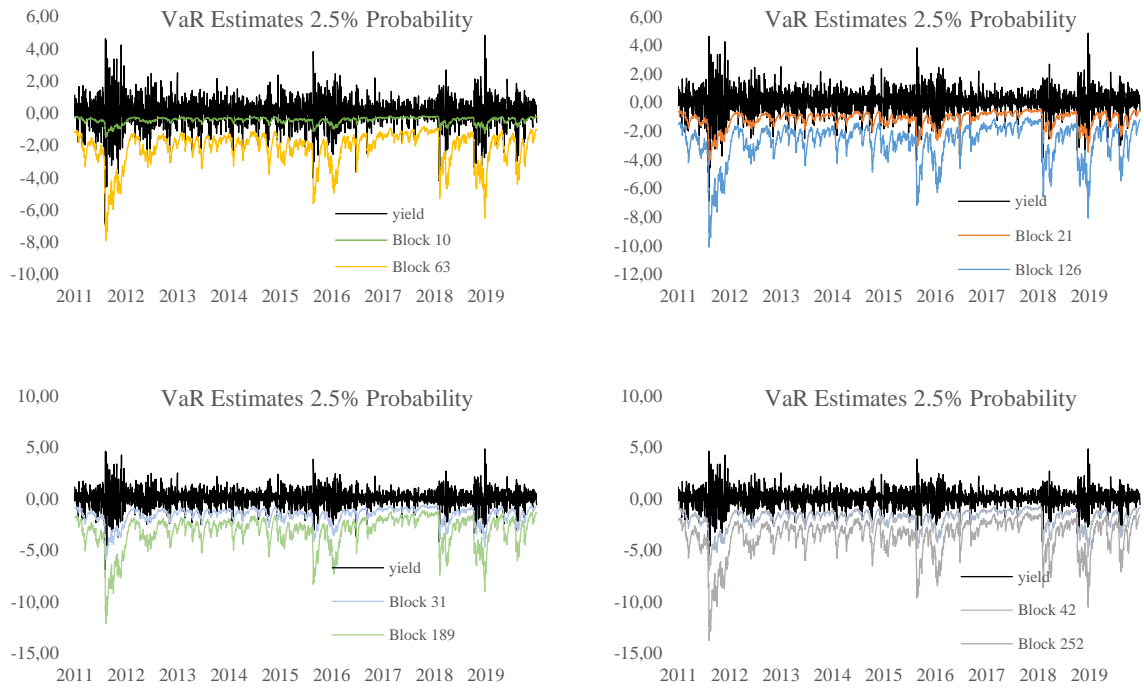 VaR Estimates 2.5% Probability
6,00
4,00
2,00
0,00
-2,00
-4,00
-6,00
-8,00
-10,00
2011 2012 2013 2014 2015 2016 2017 2018 2019
yield
Block 10
Block 63
VaR Estimates 2.5% Probability
6,00
4,00
2,00
0,00
-2,00
-4,00
-6,00
-8,00
-10,00
-12,00
2011 2012 2013 2014 2015 2016 2017 2018 2019
yield
Block 21
Block 126
VaR Estimates 2.5% Probability
10,00
5,00
0,00
-5,00
-10,00
-15,00
2011 2012 2013 2014 2015 2016 2017 2018 2019
yield
Block 31
Block 189
VaR Estimates 2.5% Probability
10,00
5,00
0,00
-5,00
-10,00
-15,00
2011 2012 2013 2014 2015 2016 2017 2018 2019
yield
Block 42
Block 252